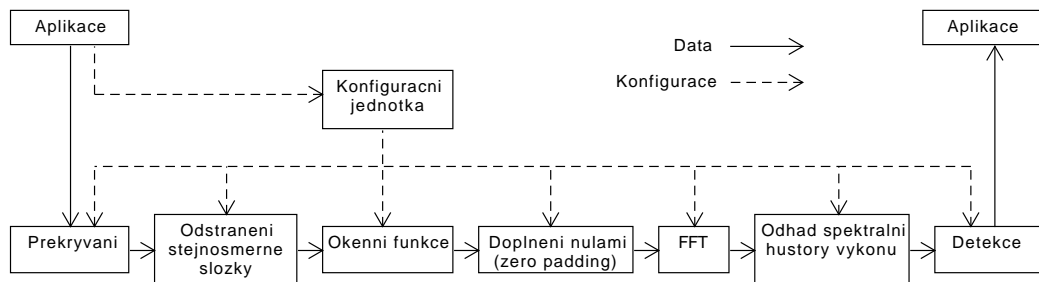 Aplikace
Aplikace
Data
Konfigurace
Konfiguracni
jednotka
Prekryvani
Odstraneni
stejnosmerne
slozky
Okenni funkce
Doplneni nulami
(zero padding)
FFT
Odhad spektralni
hustory vykonu
Detekce